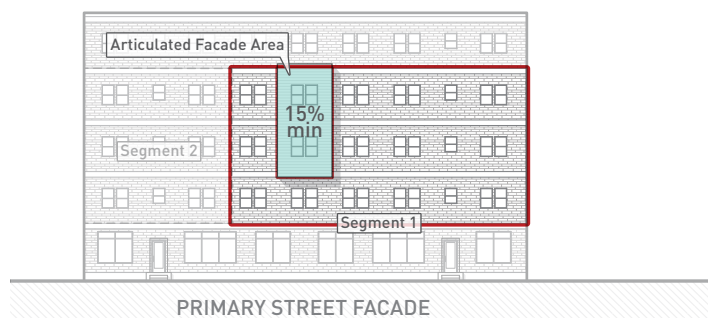 Articulated Facade Area
15%
min
Segment 2
Segment 1
PRIMARY STREET FACADE